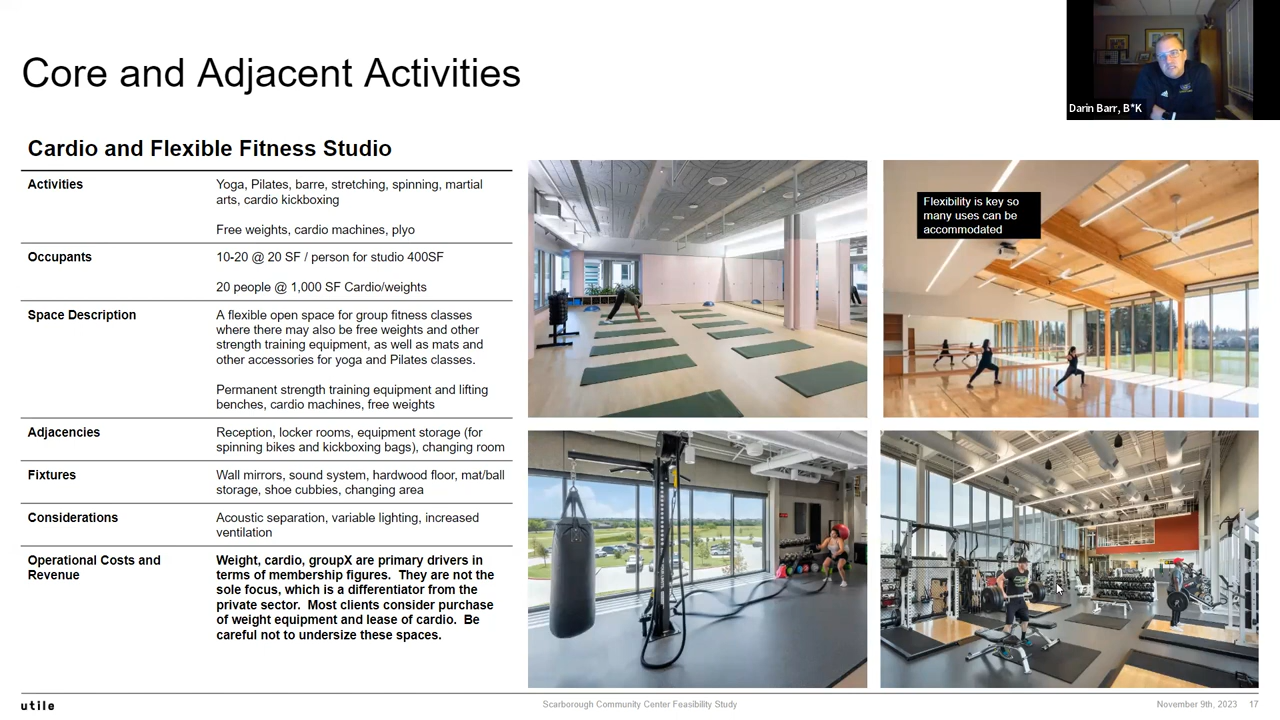 Core and Adjacent Activities
Darin Barr, B*K
Cardio and Flexible Fitness Studio
Activities
Yoga, Pilates, barre, stretching, spinning, martial
arts, cardio kickboxing
Free weights, cardio machines, plyo
Occupants
10-20 @ 20 SF / person for studio 400SF
20 people @ 1,000 SF Cardio/weights
Space Description
A flexible open space for group fitness classes
where there may also be free weights and other
strength training equipment, as well as mats and
other accessories for yoga and Pilates classes.
Permanent strength training equipment and lifting
benches, cardio machines, free weights
Adjacencies
Reception, locker rooms, equipment storage (for
spinning bikes and kickboxing bags), changing room
Fixtures
Wall mirrors, sound system, hardwood floor, mat/ball
storage, shoe cubbies, changing area
Considerations
Acoustic separation, variable lighting, increased
ventilation
Operational Costs and
Revenue
Weight, cardio, groupX are primary drivers in
terms of membership figures. They are not the
sole focus, which is a differentiator from the
private sector. Most clients consider purchase
of weight equipment and lease of cardio. Be
careful not to undersize these spaces.
Flexibility is key so
many uses can be
accommodated
utile
Scarborough Community Center Feasibility Study
November 9th, 2023 17